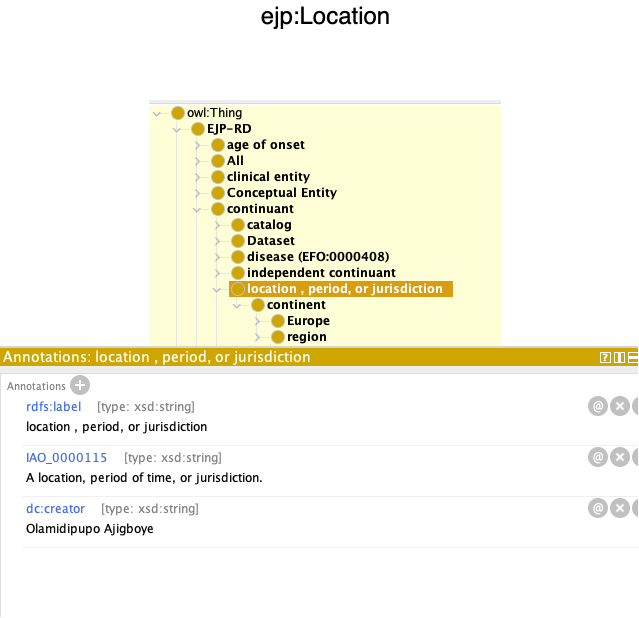 ejp:Location
owl:Thing
EJP-RD
age of onset
All
clinical entity
Conceptual Entity
continuant
catalog
Dataset
disease (EFO:0000408)
independent continuant
location , period, or jurisdiction
continent
Europe
region
Annotations: location , period, or jurisdiction
Annotations
rdfs:label [type: xsd:string]
location , period, or jurisdiction
IAO_0000115 [type: xsd:string]
A location, period of time, or jurisdiction.
dc:creator [type: xsd:string]
Olamidipupo Ajigboye